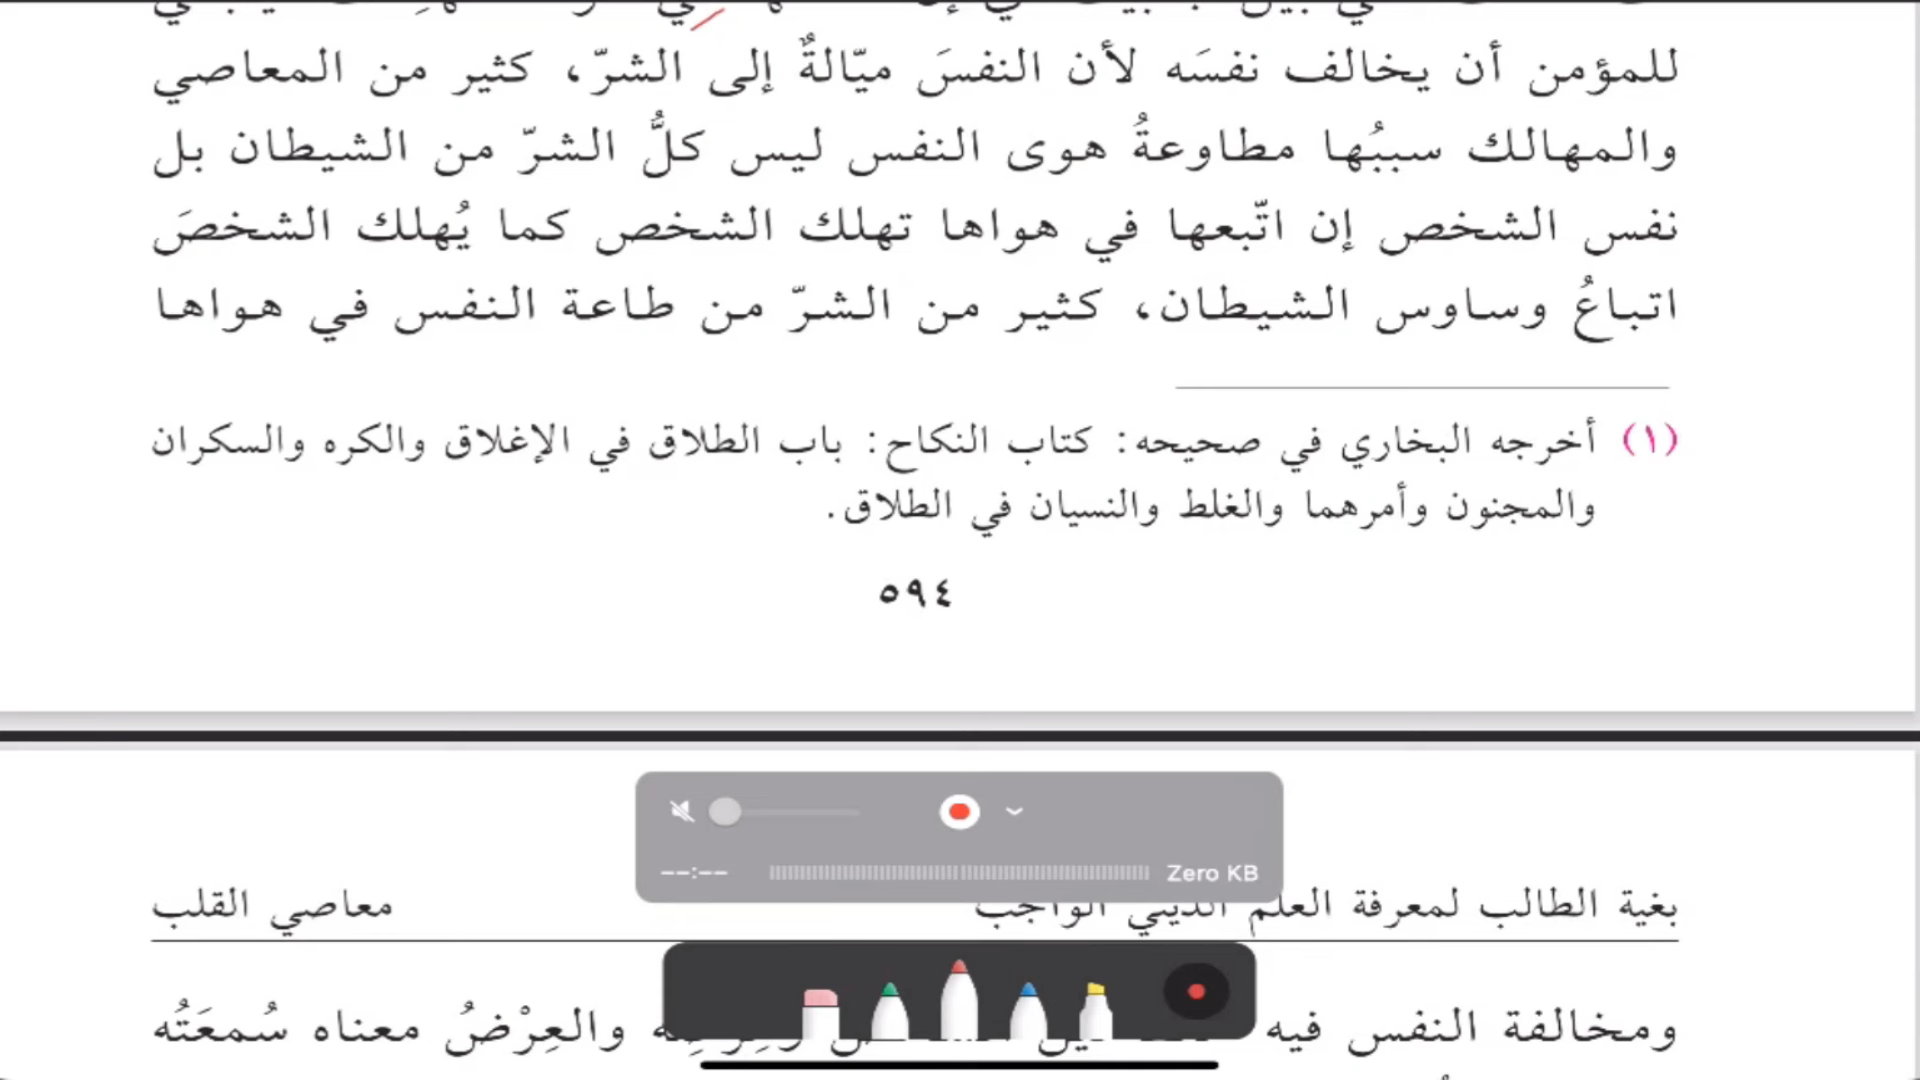 للمؤمن أن يخالف نفسَه لأن النفسَ ميّالةٌ إلى الشرّ، كثير من المعاصي
والمهالك سببُها مطاوعةُ هوى النفس ليس كلُّ الشرّ من الشيطان بل
نفس الشخص إن اتّبعها في هواها تهلك الشخص كما يُهلك الشخصَ
اتباعُ وساوس الشيطان، كثير من الشرّ من طاعة النفس في هواها
(١) أخرجه البخاري في صحيحه: كتاب النكاح: باب الطلاق في الإغلاق والكره والسكران
والمجنون وأمرهما والغلط والنسيان في الطلاق.
٥٩٤
--:--
Zero KB
بغية الطالب لمعرفة العلم الديني الواجب
معاصي القلب
ومخالفة النفس فيه والعِرْضُ معناه سُمعَتُه